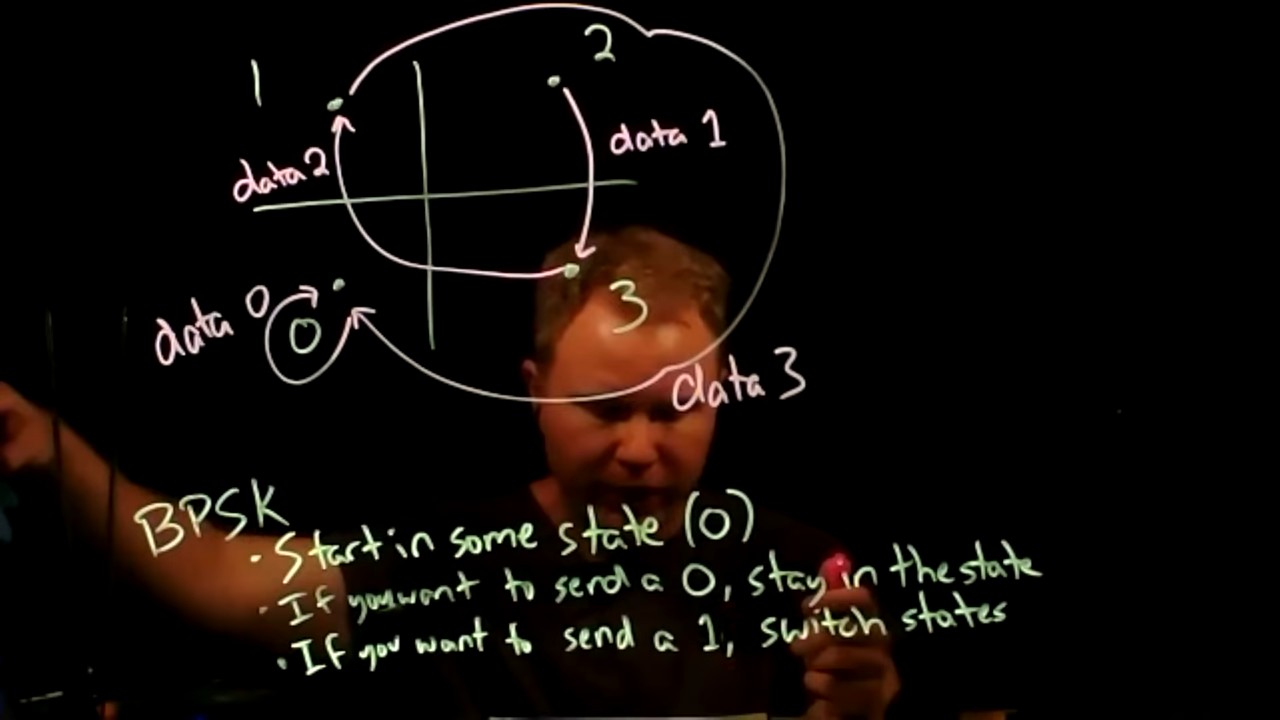 2
1
data 1
data 2
data 0
0
3
data 3
BPSK
• Start in some state (0)
• If you want to send a 0, stay in the state
• If you want to send a 1, switch states